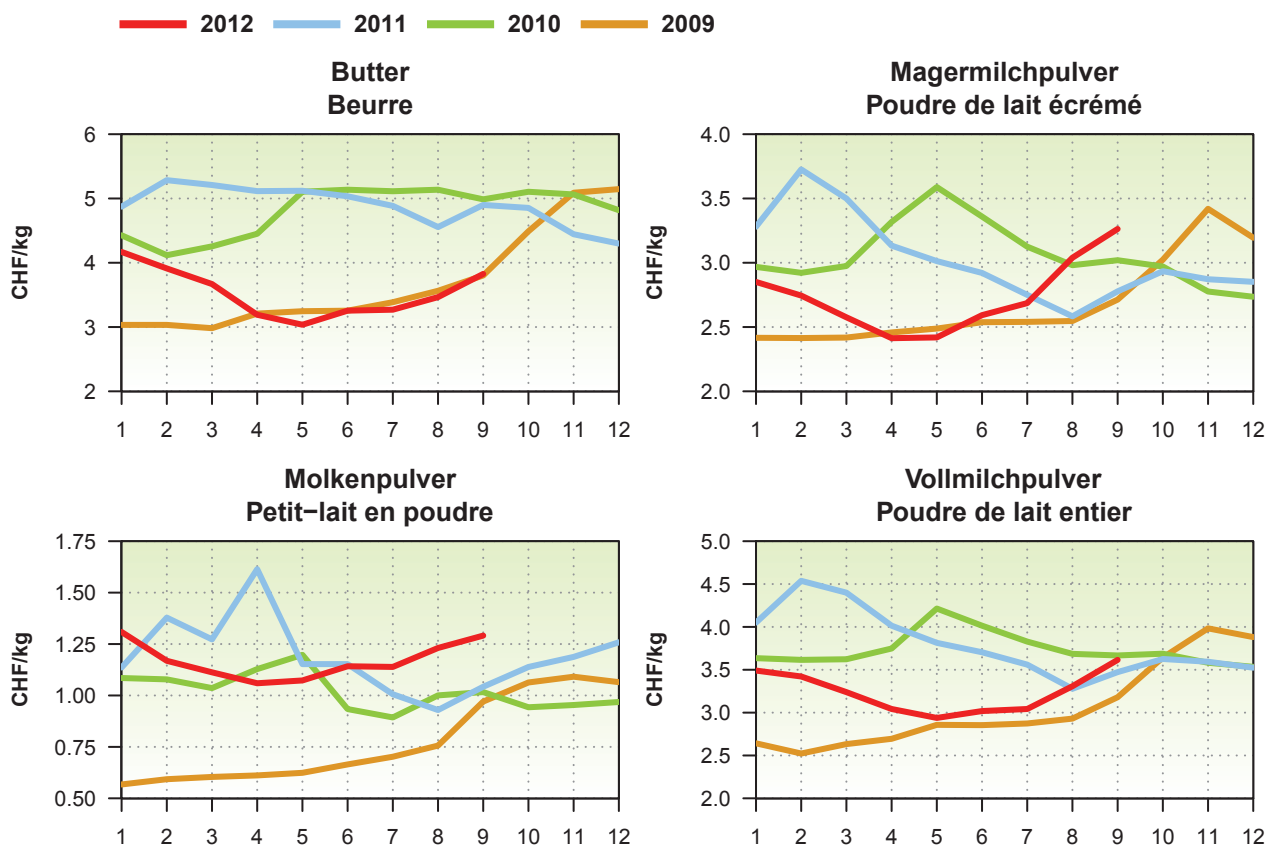 2012 2011 2010 2009
Butter
Beurre
CHF/kg
6
5
4
3
2
1 2 3 4 5 6 7 8 9 10 11 12
Magermilchpulver
Poudre de lait écrémé
CHF/kg
4.0
3.5
3.0
2.5
2.0
1 2 3 4 5 6 7 8 9 10 11 12
Molkenpulver
Petit−lait en poudre
CHF/kg
1.75
1.50
1.25
1.00
0.75
0.50
1 2 3 4 5 6 7 8 9 10 11 12
Vollmilchpulver
Poudre de lait entier
CHF/kg
5.0
4.5
4.0
3.5
3.0
2.5
2.0
1 2 3 4 5 6 7 8 9 10 11 12